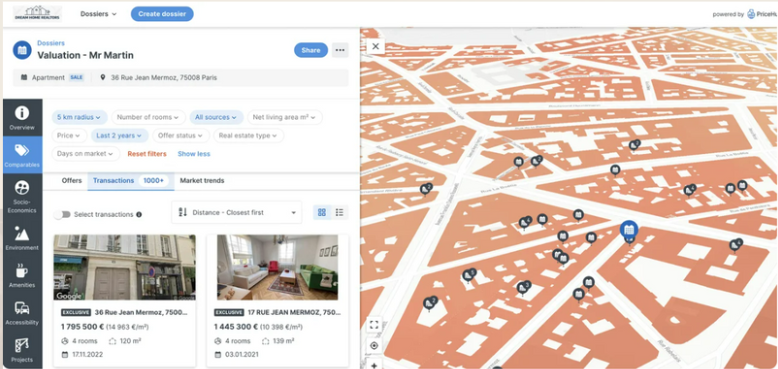 DREAM HOME REALTORS
Dossiers
Create dossier
powered by PriceHu
Dossiers
Valuation - Mr Martin
Share
Apartment SALE 36 Rue Jean Mermoz, 75008 Paris
5 km radius Number of rooms All sources Net living area m²
Price Last 2 years Offer status Real estate type
Days on market Reset filters Show less
Overview
Comparables
Socio-
Economics
Environment
Amenities
Accessibility
Projects
Offers Transactions 1000+ Market trends
Select transactions Distance - Closest first
Google
EXCLUSIVE 36 Rue Jean Mermoz, 7500...
1 795 500 € (14 963 €/m²)
4 rooms 120 m²
17.11.2022
EXCLUSIVE 17 RUE JEAN MERMOZ, 750...
1 445 300 € (10 398 €/m²)
4 rooms 139 m²
03.01.2021